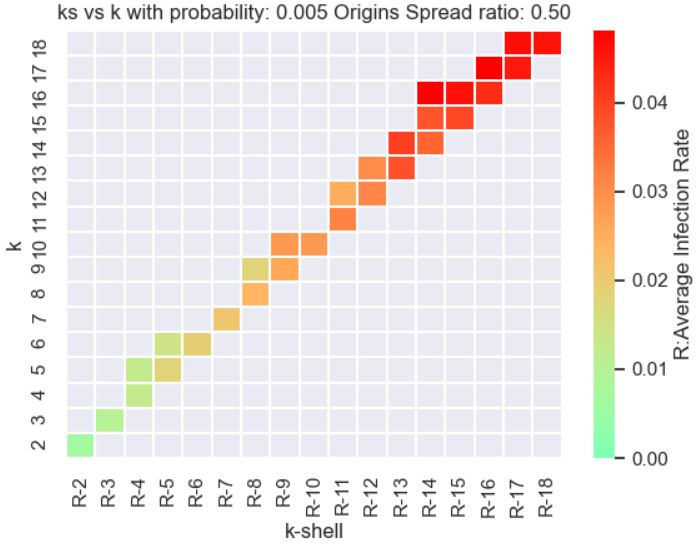 ks vs k with probability: 0.005 Origins Spread ratio: 0.50
18
17
16
15
14
13
12
11
10
9
8
7
6
5
4
3
2
k
R-2
R-3
R-4
R-5
R-6
R-7
R-8
R-9
R-10
R-11
R-12
R-13
R-14
R-15
R-16
R-17
R-18
k-shell
0.04
0.03
0.02
0.01
0.00
R:Average Infection Rate